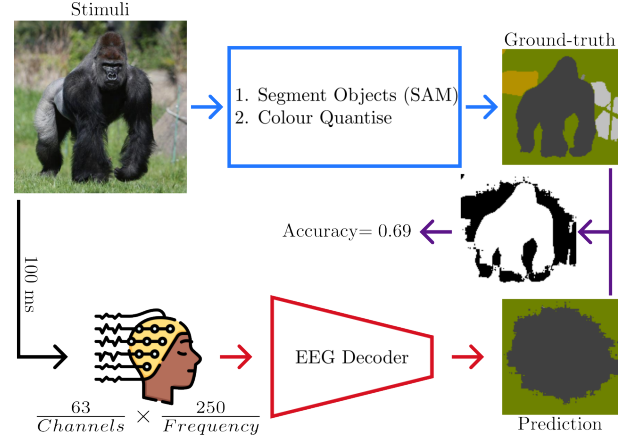 Stimuli
Ground-truth
1. Segment Objects (SAM)
2. Colour Quantise
Accuracy= 0.69
100 ms
EEG Decoder
63
Channels
×
250
Frequency
Prediction